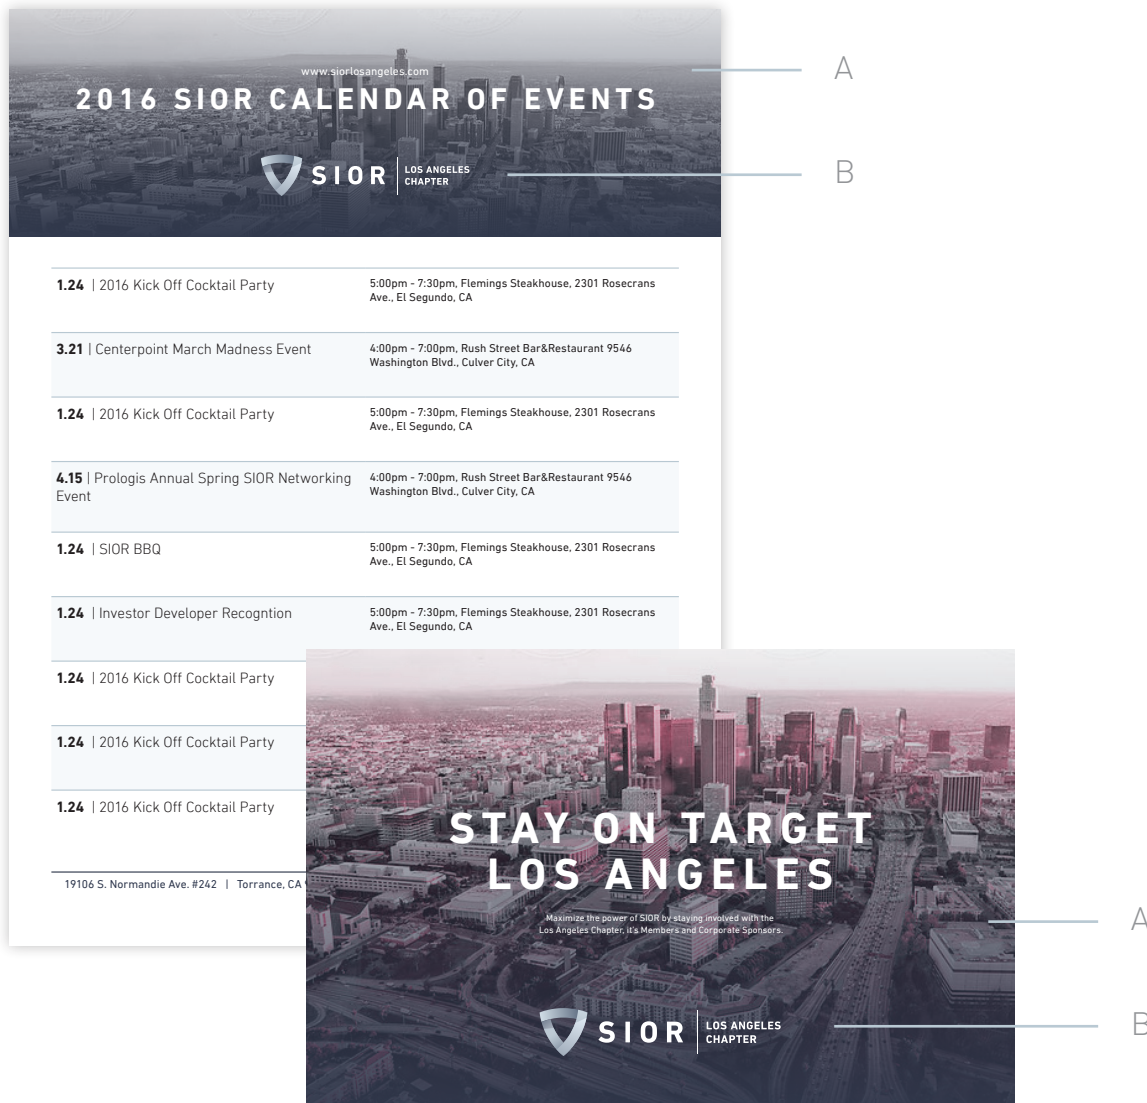 www.siorlosangeles.com
2016 SIOR CALENDAR OF EVENTS
SIOR | LOS ANGELES
CHAPTER
A
B
1.24 | 2016 Kick Off Cocktail Party
5:00pm - 7:30pm, Flemings Steakhouse, 2301 Rosecrans
Ave., El Segundo, CA
3.21 | Centerpoint March Madness Event
4:00pm - 7:00pm, Rush Street Bar&Restaurant 9546
Washington Blvd., Culver City, CA
1.24 | 2016 Kick Off Cocktail Party
5:00pm - 7:30pm, Flemings Steakhouse, 2301 Rosecrans
Ave., El Segundo, CA
4.15 | Prologis Annual Spring SIOR Networking
Event
4:00pm - 7:00pm, Rush Street Bar&Restaurant 9546
Washington Blvd., Culver City, CA
1.24 | SIOR BBQ
5:00pm - 7:30pm, Flemings Steakhouse, 2301 Rosecrans
Ave., El Segundo, CA
1.24 | Investor Developer Recogntion
5:00pm - 7:30pm, Flemings Steakhouse, 2301 Rosecrans
Ave., El Segundo, CA
1.24 | 2016 Kick Off Cocktail Party
1.24 | 2016 Kick Off Cocktail Party
1.24 | 2016 Kick Off Cocktail Party
19106 S. Normandie Ave. #242 | Torrance, CA
STAY ON TARGET
LOS ANGELES
Maximize the power of SIOR by staying involved with the
Los Angeles Chapter, it's Members and Corporate Sponsors.
SIOR | LOS ANGELES
CHAPTER
A
B